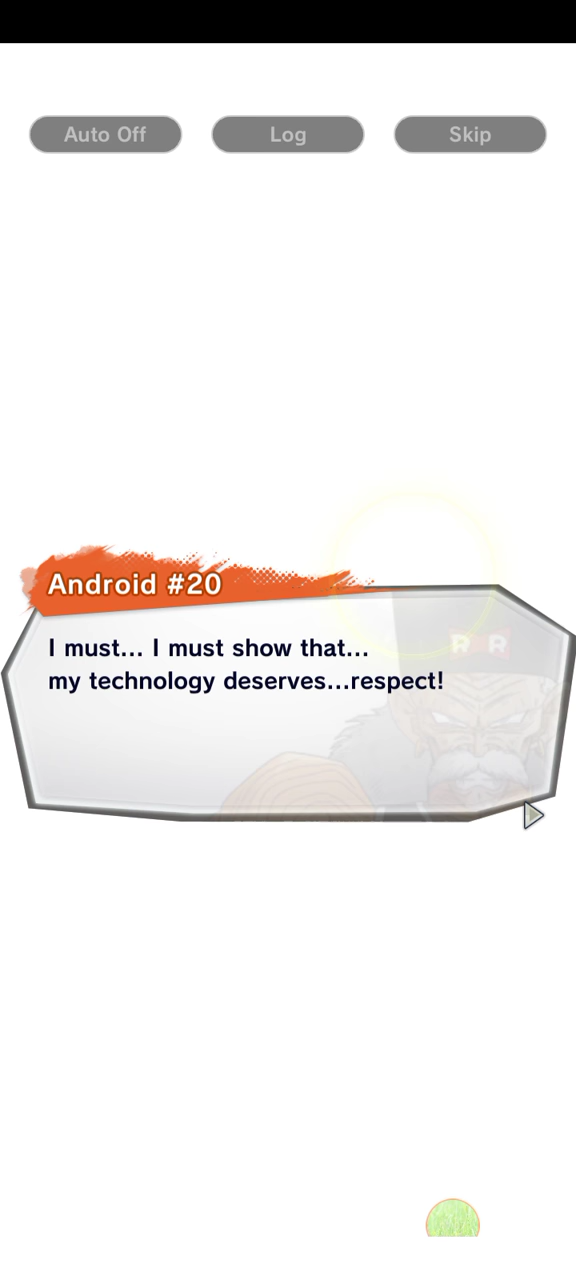 Auto Off
Log
Skip
Android #20
R R
I must... I must show that...
my technology deserves...respect!